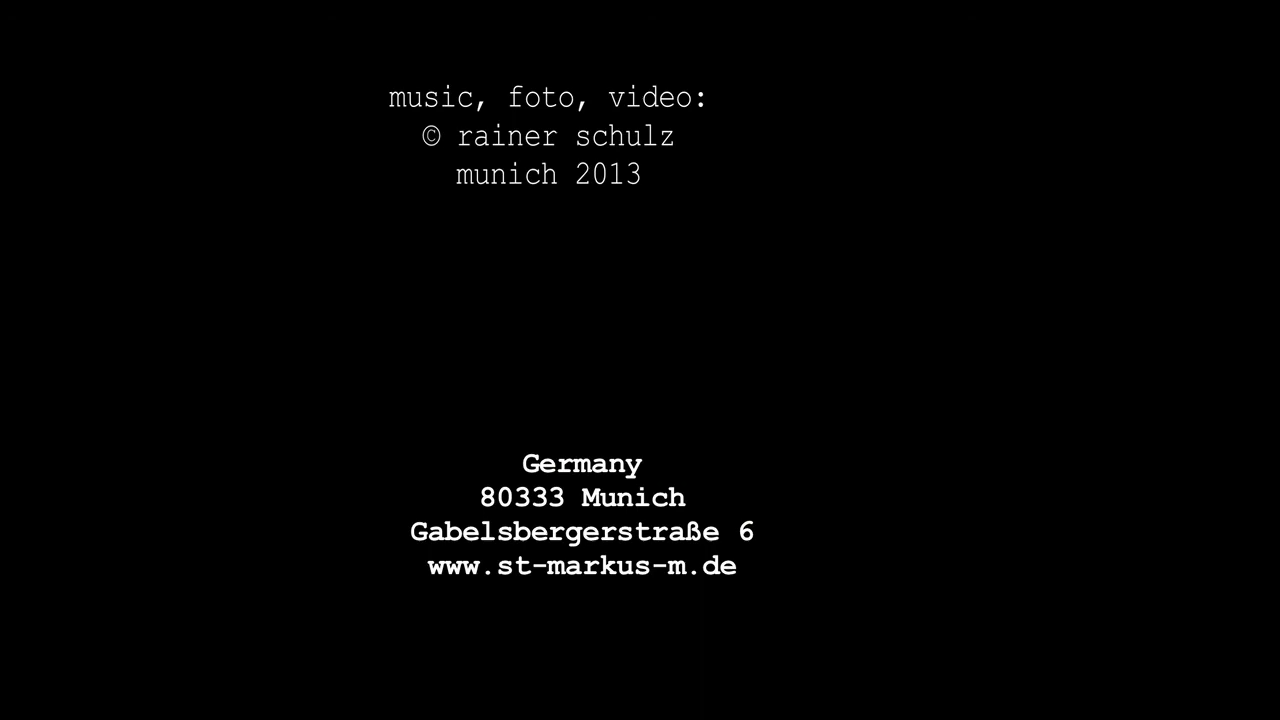 music, foto, video:
© rainer schulz
munich 2013
Germany
80333 Munich
Gabelsbergerstraße 6
www.st-markus-m.de